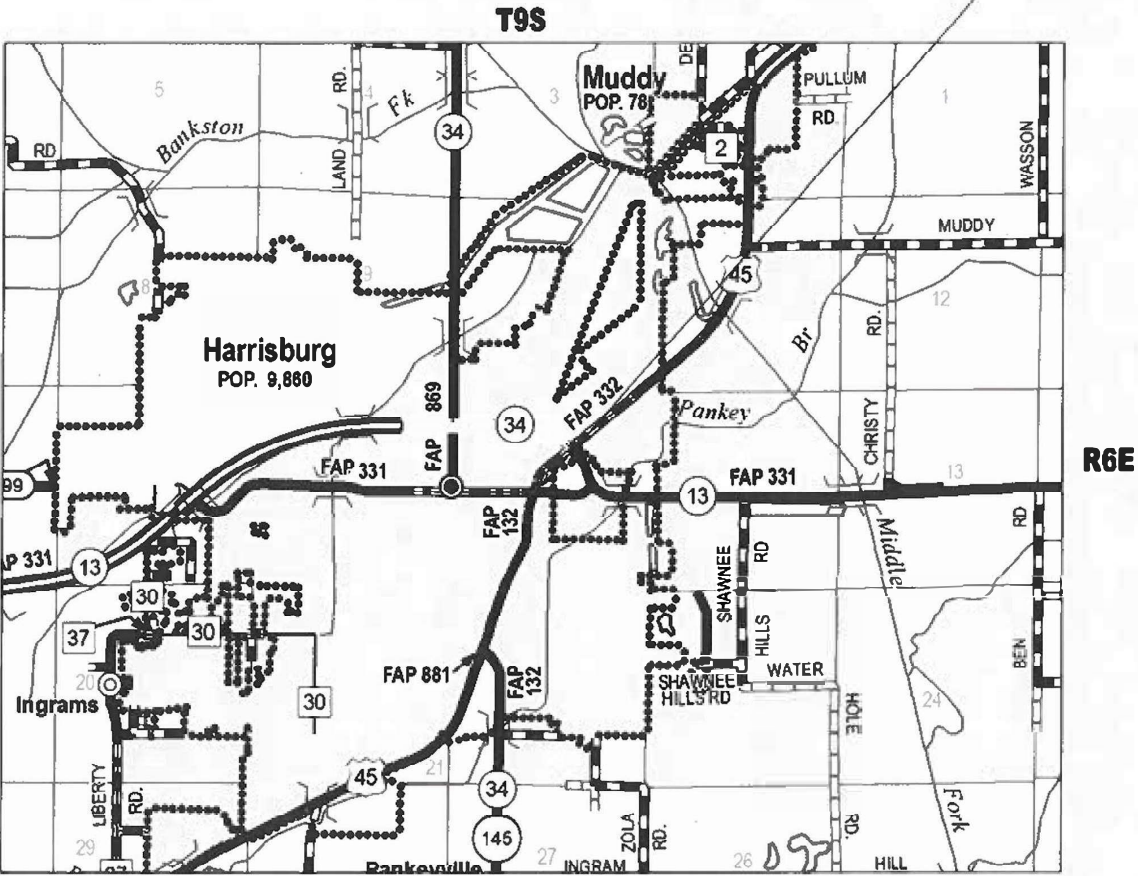 T9S
5
RD.
4
LAND
Fk
34
3
Muddy
POP. 78
DE
PULLUM
RD.
1
WASSON
RD
Bankston
2
MUDDY
45
8
9
12
Harrisburg
POP. 9,860
Br
RD.
CHRISTY
869
FAP
34
FAP 332
Pankey
R6E
99
FAP 331
FAP 331
13
13
FAP
132
AP 331
13
SHAWNEE
HILLS
RD
Middle
Fork
RD
BEN
30
37
30
20
Ingrams
30
FAP 881
FAP
132
SHAWNEE
HILLS RD
WATER
HOLE
RD.
24
45
21
34
145
LIBERTY
RD.
29
Pankeyville
27
INGRAM
ZOLA
RD.
26
HILL